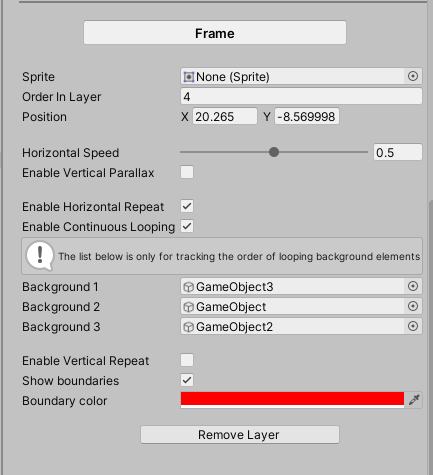 Frame
Sprite None (Sprite)
Order In Layer 4
Position X 20.265 Y -8.569998
Horizontal Speed 0.5
Enable Vertical Parallax
Enable Horizontal Repeat
Enable Continuous Looping
! The list below is only for tracking the order of looping background elements
Background 1 GameObject3
Background 2 GameObject
Background 3 GameObject2
Enable Vertical Repeat
Show boundaries
Boundary color
Remove Layer